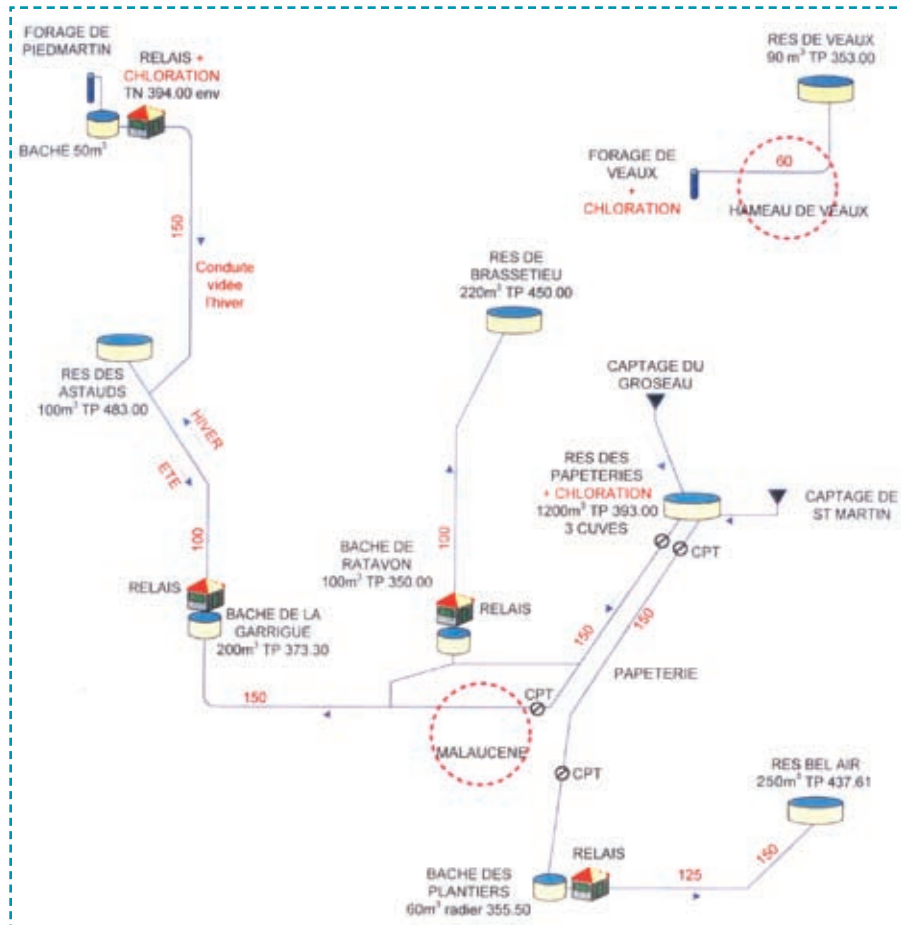 FORAGE DE
PIEDMARTIN
RELAIS +
CHLORATION
TN 394.00 env
BACHE 50m³
RES DE VEAUX
90 m³ TP 353.00
FORAGE DE
VEAUX
+
CHLORATION
60
HAMEAU DE VEAUX
150
Conduite
vidée
l'hiver
RES DE
BRASSETIEU
220m³ TP 450.00
RES DES
ASTAUDS
100m³ TP 483.00
HIVER
ETE
100
CAPTAGE DU
GROSEAU
RES DES
PAPETERIES
+ CHLORATION
1200m³ TP 393.00
3 CUVES
CAPTAGE DE
ST MARTIN
CPT
BACHE DE
RATAVON
100m³ TP 350.00
100
RELAIS
RELAIS
BACHE DE LA
GARRIGUE
200m³ TP 373.30
150
150
PAPETERIE
150
CPT
MALAUCENE
CPT
RES BEL AIR
250m³ TP 437.61
BACHE DES
PLANTIERS
60m³ radier 355.50
RELAIS
125
150